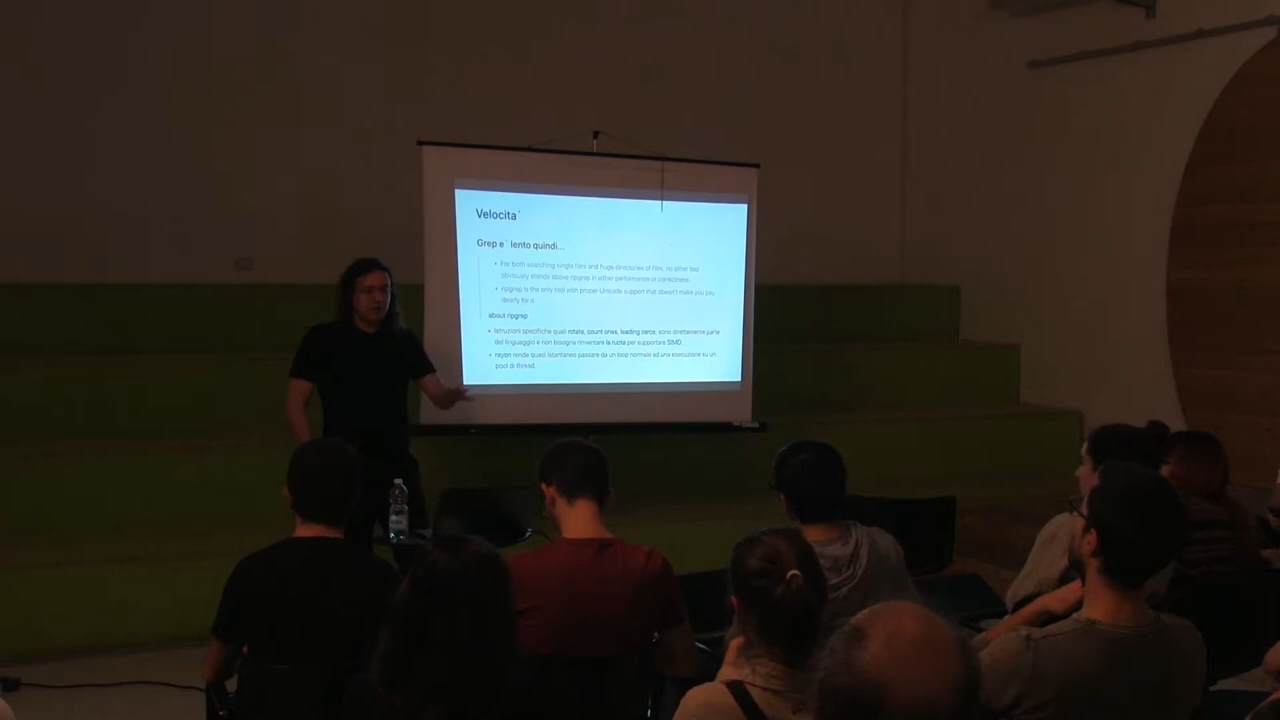 Velocita`
Grep e` lento quindi...
• For both searching single files and huge directories of files, no other tool
obviously stands above ripgrep in either performance or correctness.
• ripgrep is the only tool with proper Unicode support that doesn't make you pay
dearly for it.
about ripgrep
• Istruzioni specifiche quali rotate, count ones, leading zeros, sono direttamente parte
del linguaggio e non bisogna rinventare la ruota per supportare SIMD.
• rayon rende quasi istantaneo passare da un loop normale ad una esecuzione su un
pool di thread